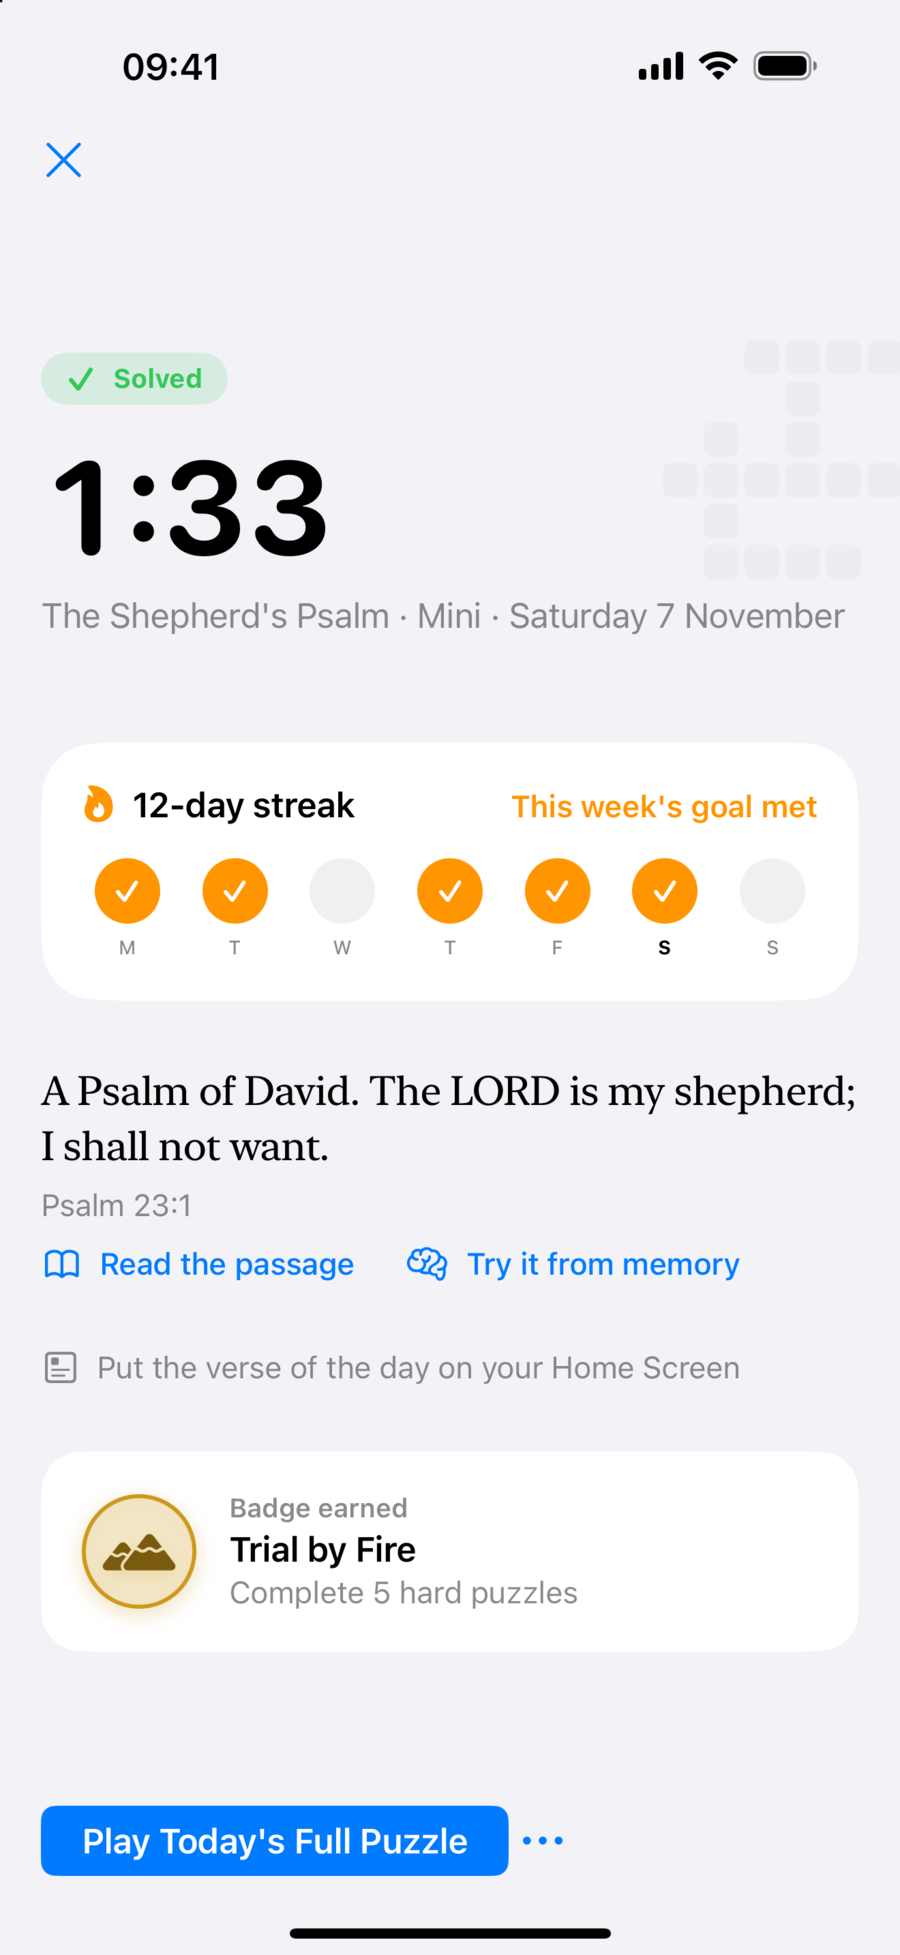 09:41
Solved
1:33
The Shepherd's Psalm · Mini · Saturday 7 November
12-day streak
This week's goal met
M T W T F S S
A Psalm of David. The LORD is my shepherd;
I shall not want.
Psalm 23:1
Read the passage
Try it from memory
Put the verse of the day on your Home Screen
Badge earned
Trial by Fire
Complete 5 hard puzzles
Play Today's Full Puzzle